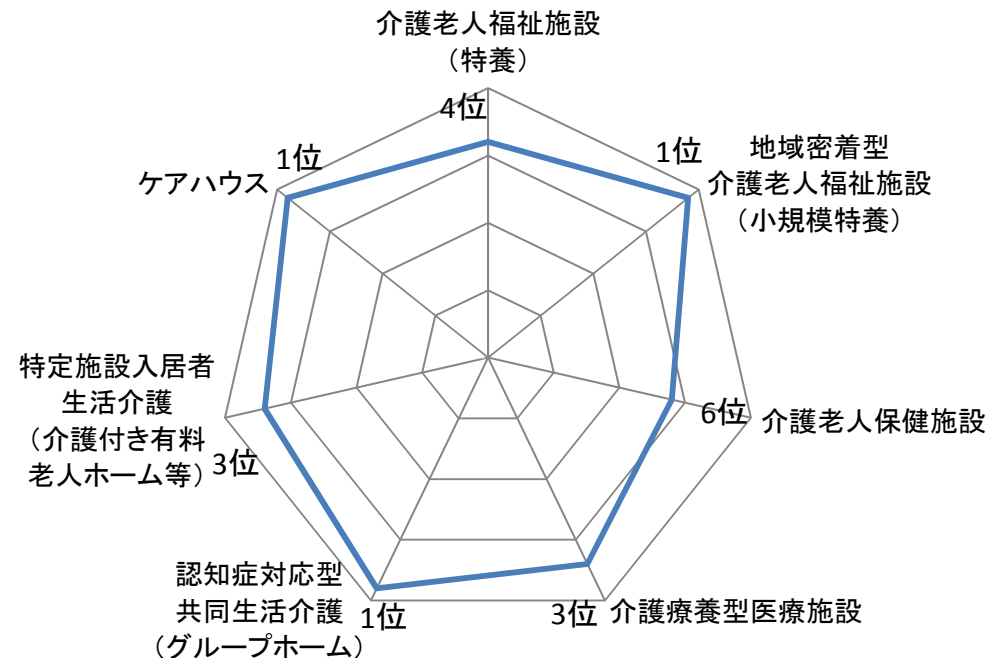 介護老人福祉施設
（特養）
4位
1位
地域密着型
介護老人福祉施設
（小規模特養）
1位
ケアハウス
6位
介護老人保健施設
特定施設入居者
生活介護
（介護付き有料
老人ホーム等）
3位
認知症対応型
共同生活介護
（グループホーム）
1位
3位
介護療養型医療施設